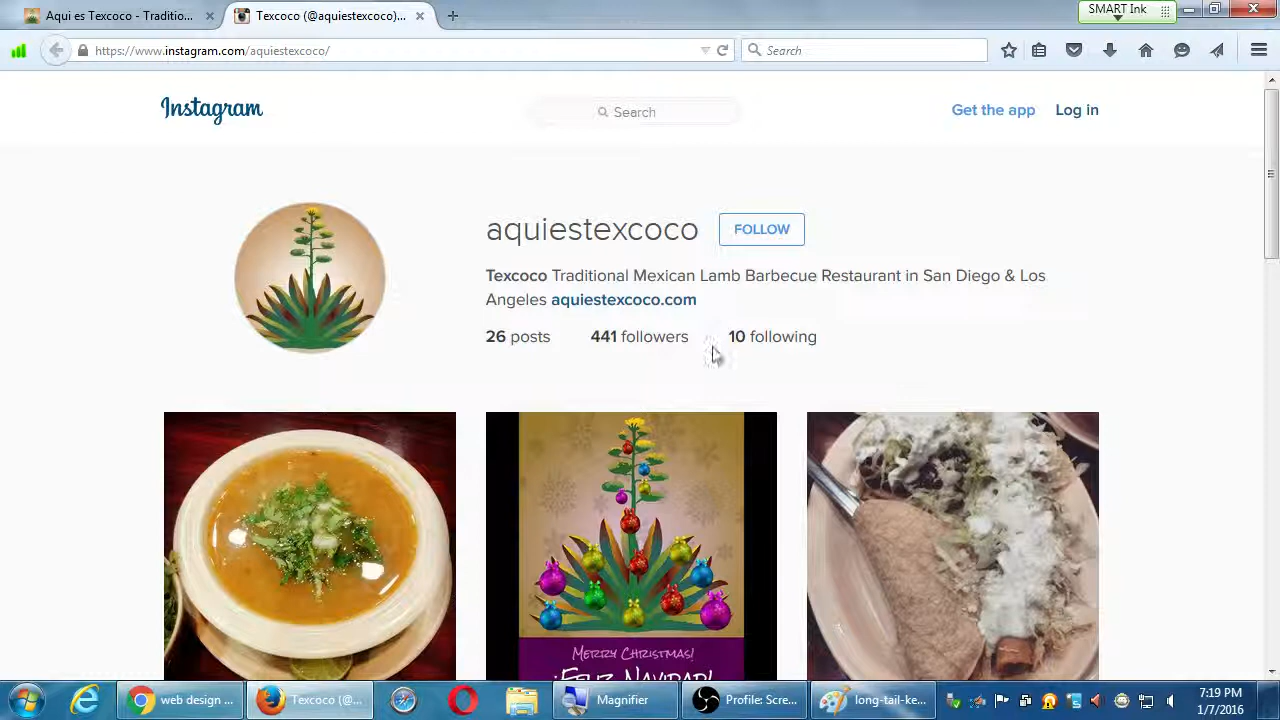 Aqui es Texcoco - Traditio...
Texcoco (@aquiestexcoco)...
SMART Ink
https://www.instagram.com/aquiestexcoco/
Search
Instagram
Search
Get the app
Log in
aquiestexcoco
FOLLOW
Texcoco Traditional Mexican Lamb Barbecue Restaurant in San Diego & Los
Angeles aquiestexcoco.com
26 posts
441 followers
10 following
MERRY CHRISTMAS!
¡FELIZ NAVIDAD!
web design ...
Texcoco (@...
Magnifier
Profile: Scre...
long-tail-ke...
7:19 PM
1/7/2016